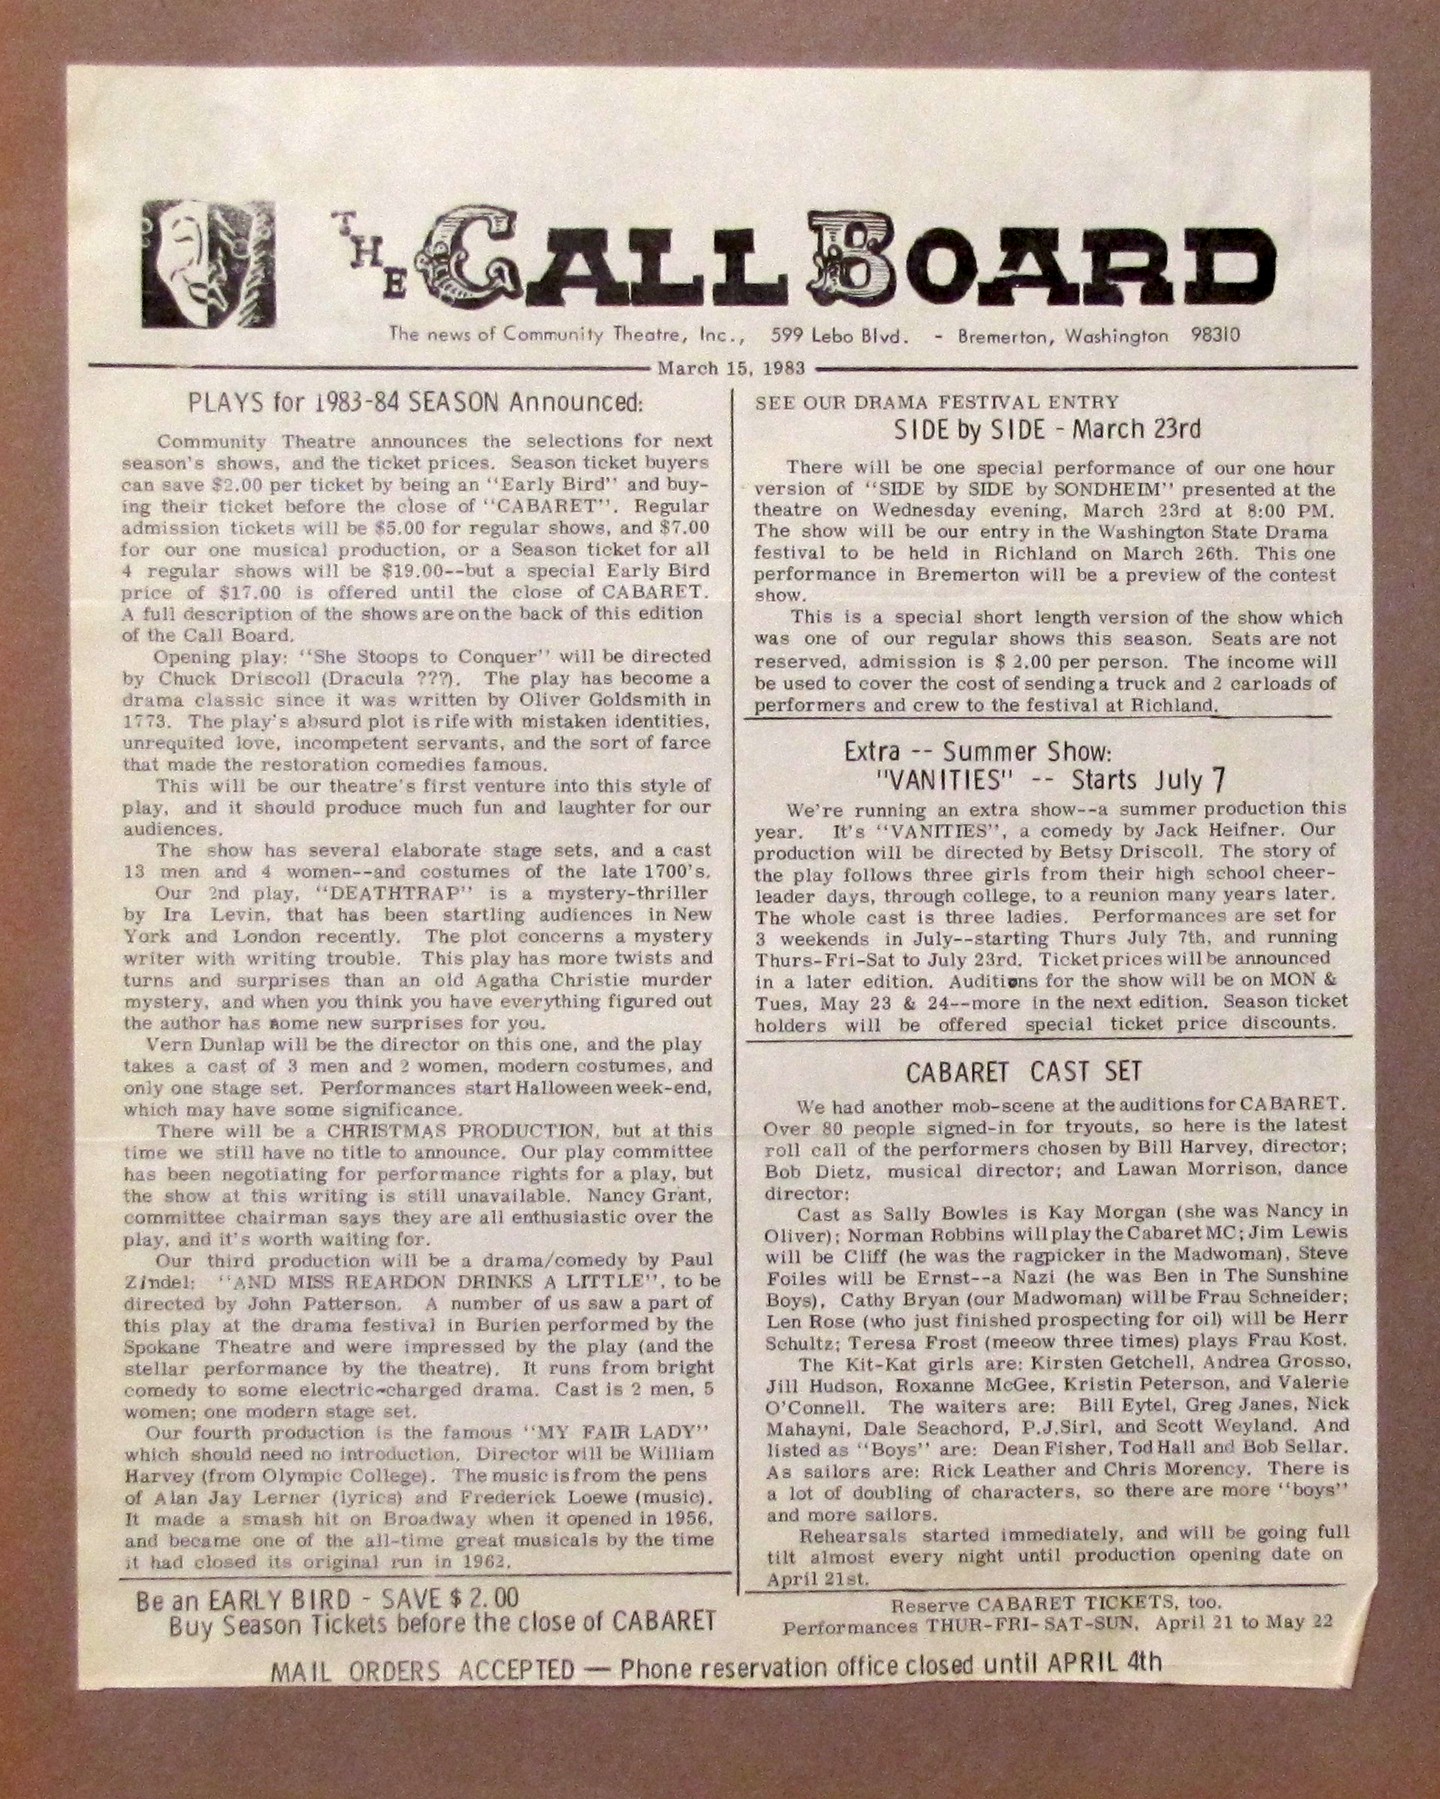 THE CALL BOARD
The news of Community Theatre, Inc., 599 Lebo Blvd. - Bremerton, Washington 98310
March 15, 1983
PLAYS for 1983-84 SEASON Announced:
Community Theatre announces the selections for next
season's shows, and the ticket prices. Season ticket buyers
can save $2.00 per ticket by being an "Early Bird" and buy-
ing their ticket before the close of "CABARET". Regular
admission tickets will be $5.00 for regular shows, and $7.00
for our one musical production, or a Season ticket for all
4 regular shows will be $19.00--but a special Early Bird
price of $17.00 is offered until the close of CABARET.
A full description of the shows are on the back of this edition
of the Call Board.
Opening play: "She Stoops to Conquer" will be directed
by Chuck Driscoll (Dracula ???). The play has become a
drama classic since it was written by Oliver Goldsmith in
1773. The play's absurd plot is rife with mistaken identities,
unrequited love, incompetent servants, and the sort of farce
that made the restoration comedies famous.
This will be our theatre's first venture into this style of
play, and it should produce much fun and laughter for our
audiences.
The show has several elaborate stage sets, and a cast
13 men and 4 women--and costumes of the late 1700's.
Our 2nd play, "DEATHTRAP" is a mystery-thriller
by Ira Levin, that has been startling audiences in New
York and London recently. The plot concerns a mystery
writer with writing trouble. This play has more twists and
turns and surprises than an old Agatha Christie murder
mystery, and when you think you have everything figured out
the author has some new surprises for you.
Vern Dunlap will be the director on this one, and the play
takes a cast of 3 men and 2 women, modern costumes, and
only one stage set. Performances start Halloween week-end,
which may have some significance.
There will be a CHRISTMAS PRODUCTION, but at this
time we still have no title to announce. Our play committee
has been negotiating for performance rights for a play, but
the show at this writing is still unavailable. Nancy Grant,
committee chairman says they are all enthusiastic over the
play, and it's worth waiting for.
Our third production will be a drama/comedy by Paul
Zindel: "AND MISS REARDON DRINKS A LITTLE", to be
directed by John Patterson. A number of us saw a part of
this play at the drama festival in Burien performed by the
Spokane Theatre and were impressed by the play (and the
stellar performance by the theatre). It runs from bright
comedy to some electric-charged drama. Cast is 2 men, 5
women; one modern stage set.
Our fourth production is the famous "MY FAIR LADY"
which should need no introduction. Director will be William
Harvey (from Olympic College). The music is from the pens
of Alan Jay Lerner (lyrics) and Frederick Loewe (music).
It made a smash hit on Broadway when it opened in 1956,
and became one of the all-time great musicals by the time
it had closed its original run in 1962.
Be an EARLY BIRD - SAVE $2.00
Buy Season Tickets before the close of CABARET
SEE OUR DRAMA FESTIVAL ENTRY
SIDE by SIDE - March 23rd
There will be one special performance of our one hour
version of "SIDE by SIDE by SONDHEIM" presented at the
theatre on Wednesday evening, March 23rd at 8:00 PM.
The show will be our entry in the Washington State Drama
festival to be held in Richland on March 26th. This one
performance in Bremerton will be a preview of the contest
show.
This is a special short length version of the show which
was one of our regular shows this season. Seats are not
reserved, admission is $2.00 per person. The income will
be used to cover the cost of sending a truck and 2 carloads of
performers and crew to the festival at Richland.
Extra -- Summer Show:
"VANITIES" -- Starts July 7
We're running an extra show--a summer production this
year. It's "VANITIES", a comedy by Jack Heifner. Our
production will be directed by Betsy Driscoll. The story of
the play follows three girls from their high school cheer-
leader days, through college, to a reunion many years later.
The whole cast is three ladies. Performances are set for
3 weekends in July--starting Thurs July 7th, and running
Thurs-Fri-Sat to July 23rd. Ticket prices will be announced
in a later edition. Auditions for the show will be on MON &
Tues, May 23 & 24--more in the next edition. Season ticket
holders will be offered special ticket price discounts.
CABARET CAST SET
We had another mob-scene at the auditions for CABARET.
Over 80 people signed-in for tryouts, so here is the latest
roll call of the performers chosen by Bill Harvey, director;
Bob Dietz, musical director; and Lawan Morrison, dance
director:
Cast as Sally Bowles is Kay Morgan (she was Nancy in
Oliver); Norman Robbins will play the Cabaret MC; Jim Lewis
will be Cliff (he was the ragpicker in the Madwoman), Steve
Foiles will be Ernst--a Nazi (he was Ben in The Sunshine
Boys), Cathy Bryan (our Madwoman) will be Frau Schneider;
Len Rose (who just finished prospecting for oil) will be Herr
Schultz; Teresa Frost (meeow three times) plays Frau Kost.
The Kit-Kat girls are: Kirsten Getchell, Andrea Grosso,
Jill Hudson, Roxanne McGee, Kristin Peterson, and Valerie
O'Connell. The waiters are: Bill Eytel, Greg Janes, Nick
Mahayni, Dale Seachord, P.J.Sirl, and Scott Weyland. And
listed as "Boys" are: Dean Fisher, Tod Hall and Bob Sellar.
As sailors are: Rick Leather and Chris Morency. There is
a lot of doubling of characters, so there are more "boys"
and more sailors.
Rehearsals started immediately, and will be going full
tilt almost every night until production opening date on
April 21st.
Reserve CABARET TICKETS, too.
Performances THUR-FRI-SAT-SUN, April 21 to May 22
MAIL ORDERS ACCEPTED — Phone reservation office closed until APRIL 4th